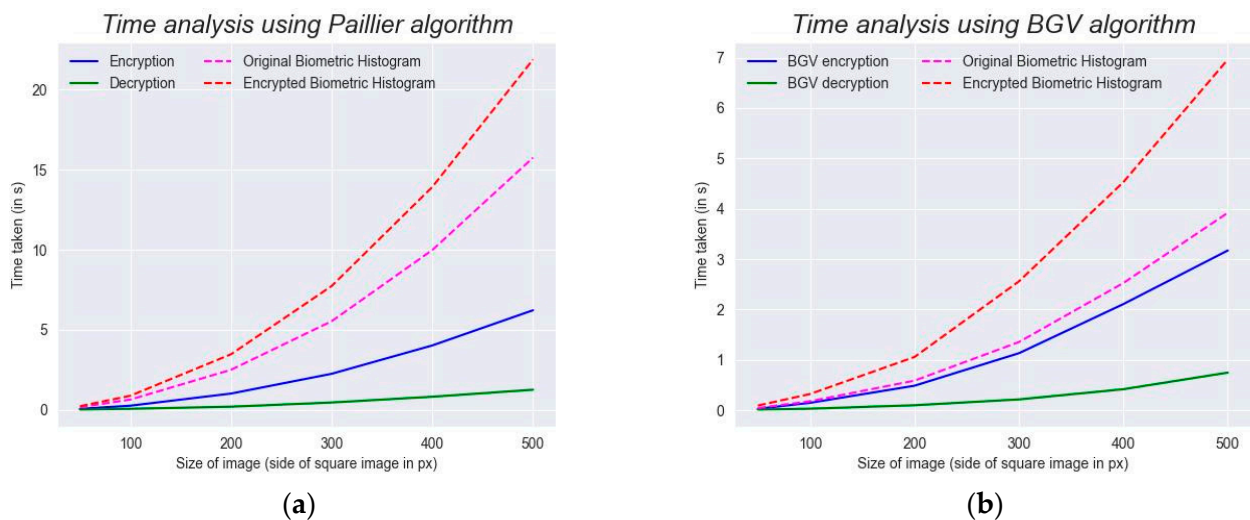 Time analysis using Paillier algorithm
Encryption
Decryption
Original Biometric Histogram
Encrypted Biometric Histogram
20
15
10
5
0
Time taken (in s)
100 200 300 400 500
Size of image (side of square image in px)
(a)
Time analysis using BGV algorithm
BGV encryption
BGV decryption
Original Biometric Histogram
Encrypted Biometric Histogram
7
6
5
4
3
2
1
0
Time taken (in s)
100 200 300 400 500
Size of image (side of square image in px)
(b)